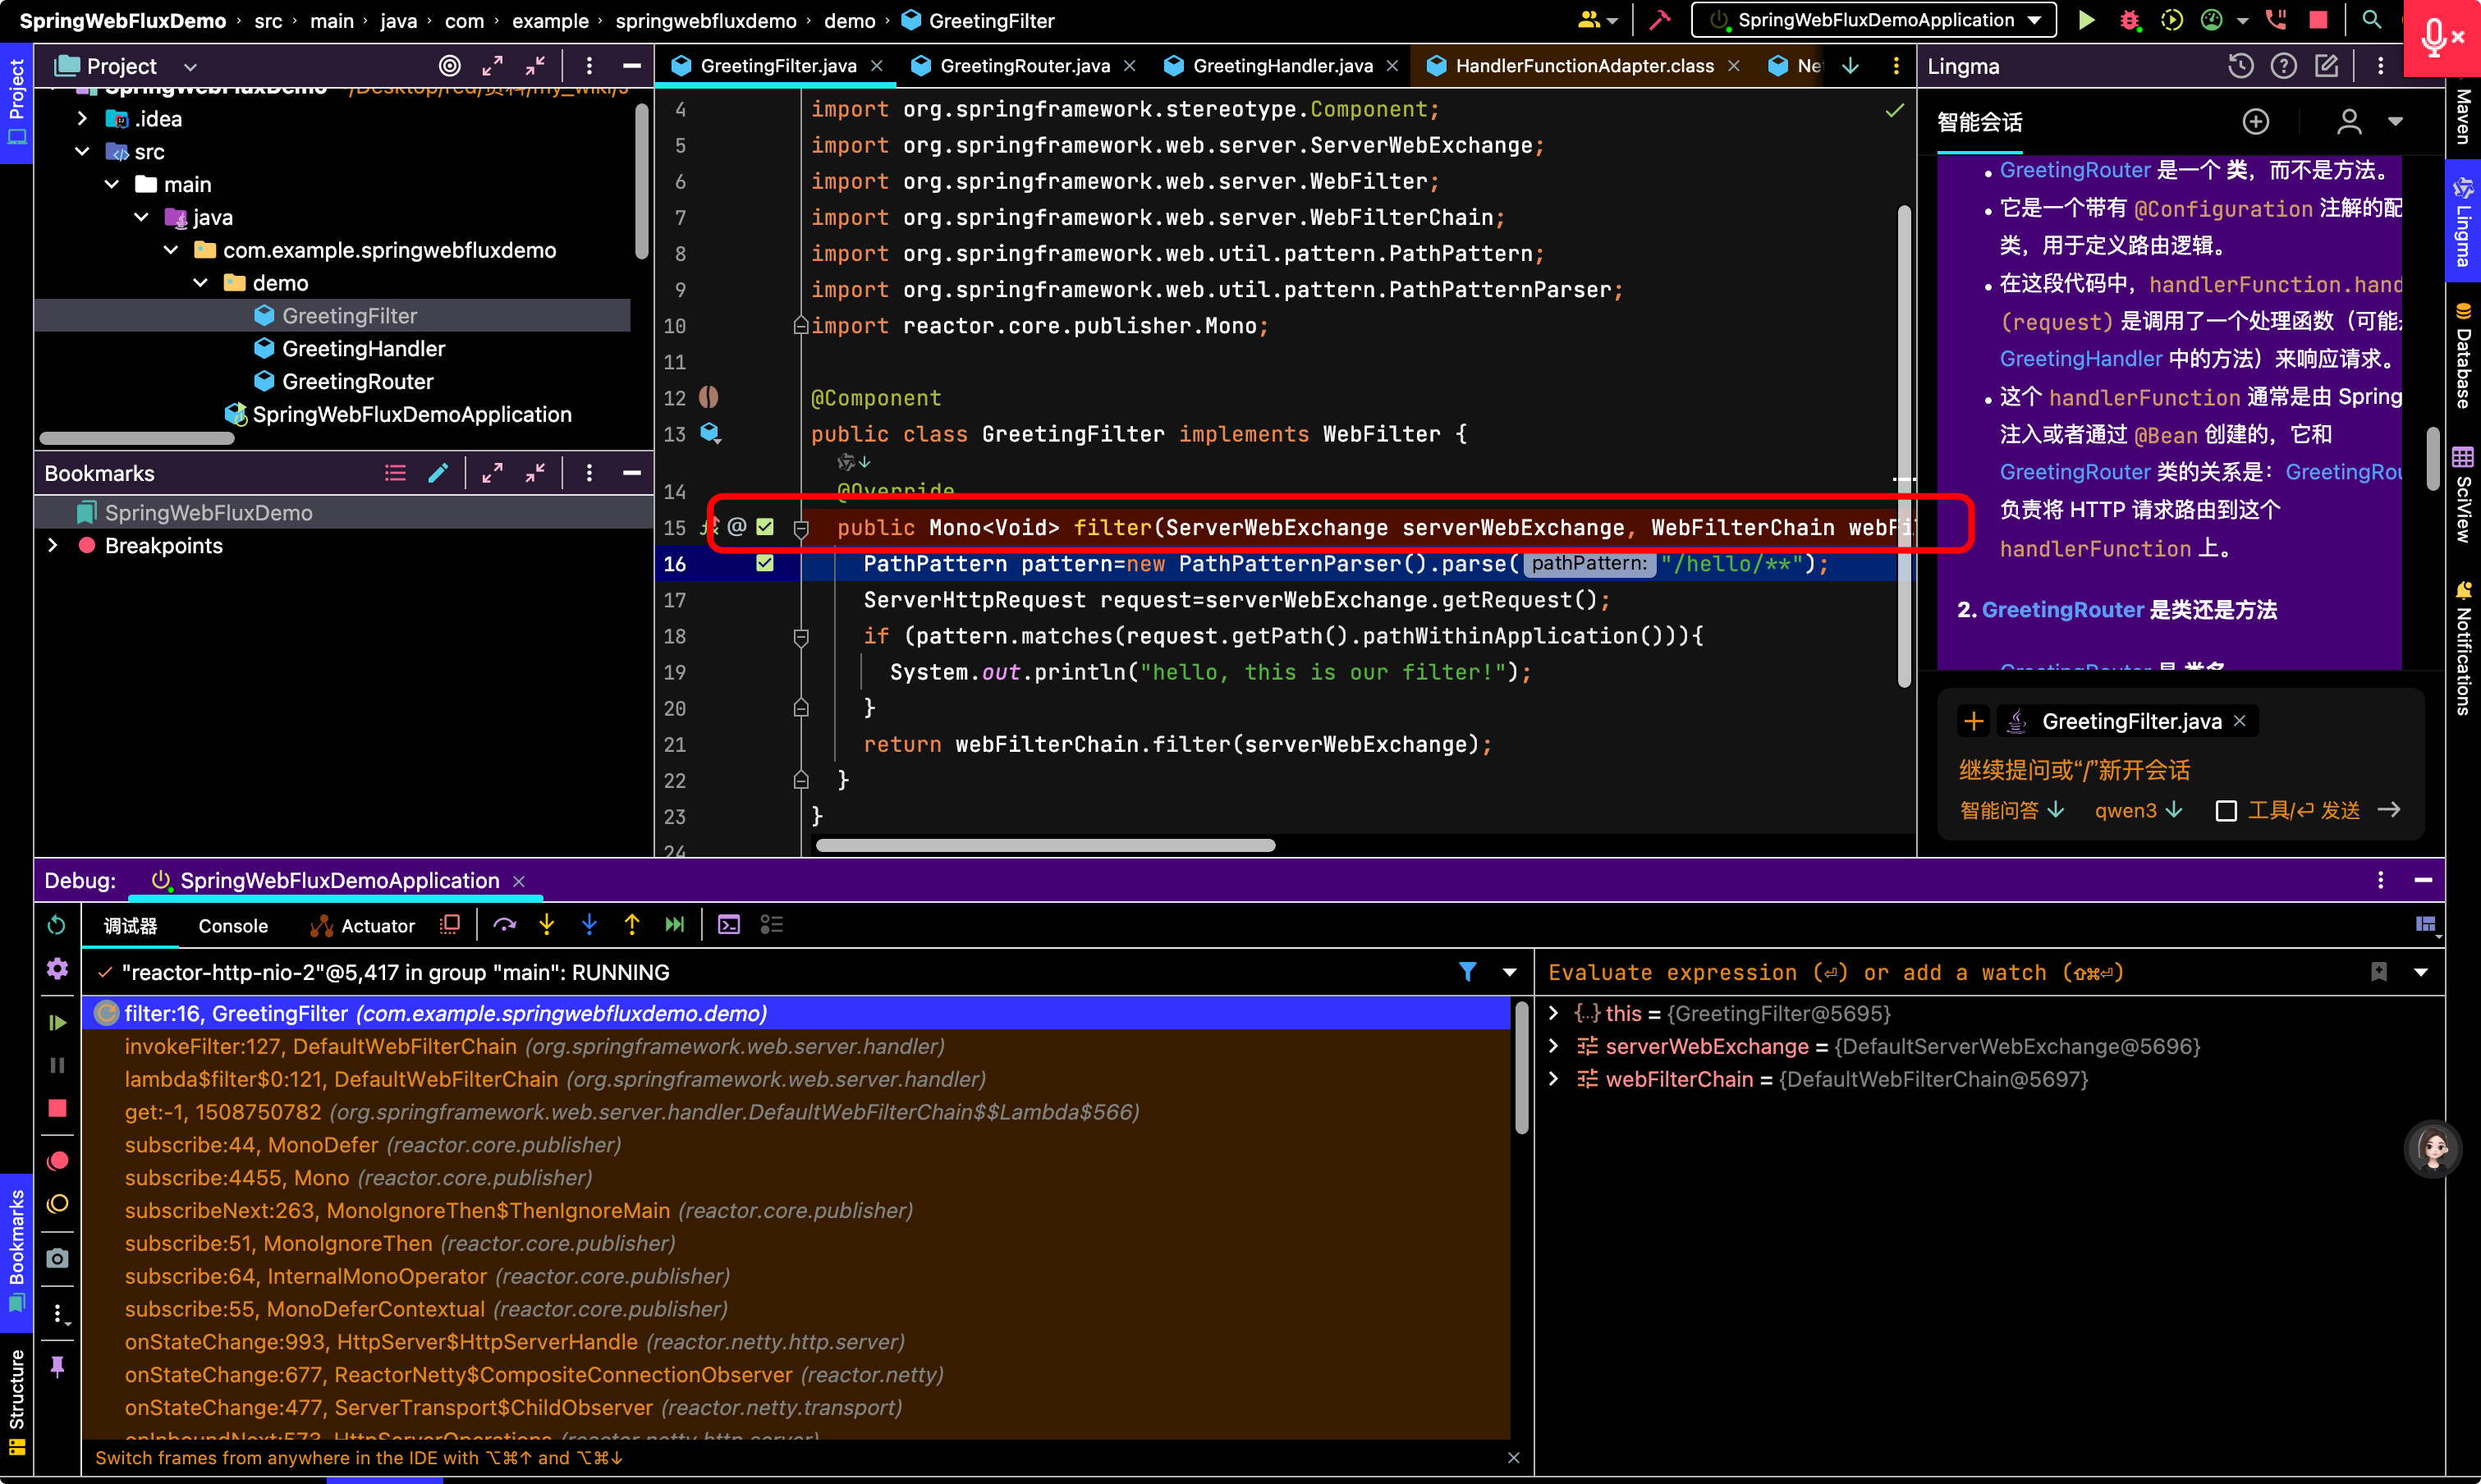 SpringWebFluxDemo › src › main › java › com › example › springwebfluxdemo › demo › GreetingFilter
SpringWebFluxDemoApplication
Project
Project
.idea
src
main
java
com.example.springwebfluxdemo
demo
GreetingFilter
GreetingHandler
GreetingRouter
SpringWebFluxDemoApplication
Bookmarks
SpringWebFluxDemo
Breakpoints
GreetingFilter.java
GreetingRouter.java
GreetingHandler.java
HandlerFunctionAdapter.class
4 import org.springframework.stereotype.Component;
5 import org.springframework.web.server.ServerWebExchange;
6 import org.springframework.web.server.WebFilter;
7 import org.springframework.web.server.WebFilterChain;
8 import org.springframework.web.util.pattern.PathPattern;
9 import org.springframework.web.util.pattern.PathPatternParser;
10 import reactor.core.publisher.Mono;
11
12 @Component
13 public class GreetingFilter implements WebFilter {
14 @Override
15 public Mono<Void> filter(ServerWebExchange serverWebExchange, WebFilterChain webFi
16 PathPattern pattern=new PathPatternParser().parse( pathPattern: "/hello/**");
17 ServerHttpRequest request=serverWebExchange.getRequest();
18 if (pattern.matches(request.getPath().pathWithinApplication())){
19 System.out.println("hello, this is our filter!");
20 }
21 return webFilterChain.filter(serverWebExchange);
22 }
23 }
24
Lingma
智能会话
• GreetingRouter 是一个 类，而不是方法。
• 它是一个带有 @Configuration 注解的配
类，用于定义路由逻辑。
• 在这段代码中，handlerFunction.hand
(request) 是调用了一个处理函数（可能
GreetingHandler 中的方法）来响应请求。
• 这个 handlerFunction 通常是由 Spring
注入或者通过 @Bean 创建的，它和
GreetingRouter 类的关系是：GreetingRou
负责将 HTTP 请求路由到这个
handlerFunction 上。
2. GreetingRouter 是类还是方法
GreetingFilter.java
继续提问或“/”新开会话
智能问答 qwen3 工具/⏎ 发送
Maven
Lingma
Database
SciView
Notifications
Debug: SpringWebFluxDemoApplication
调试器 Console Actuator
"reactor-http-nio-2"@5,417 in group "main": RUNNING
filter:16, GreetingFilter (com.example.springwebfluxdemo.demo)
invokeFilter:127, DefaultWebFilterChain (org.springframework.web.server.handler)
lambda$filter$0:121, DefaultWebFilterChain (org.springframework.web.server.handler)
get:-1, 1508750782 (org.springframework.web.server.handler.DefaultWebFilterChain$$Lambda$566)
subscribe:44, MonoDefer (reactor.core.publisher)
subscribe:4455, Mono (reactor.core.publisher)
subscribeNext:263, MonoIgnoreThen$ThenIgnoreMain (reactor.core.publisher)
subscribe:51, MonoIgnoreThen (reactor.core.publisher)
subscribe:64, InternalMonoOperator (reactor.core.publisher)
subscribe:55, MonoDeferContextual (reactor.core.publisher)
onStateChange:993, HttpServer$HttpServerHandle (reactor.netty.http.server)
onStateChange:677, ReactorNetty$CompositeConnectionObserver (reactor.netty)
onStateChange:477, ServerTransport$ChildObserver (reactor.netty.transport)
onInboundNext:573, HttpServerOperations (reactor.netty.http.server)
Switch frames from anywhere in the IDE with ⌥⌘↑ and ⌥⌘↓
Evaluate expression (⏎) or add a watch (⇧⌘⏎)
this = {GreetingFilter@5695}
serverWebExchange = {DefaultServerWebExchange@5696}
webFilterChain = {DefaultWebFilterChain@5697}
Bookmarks
Structure